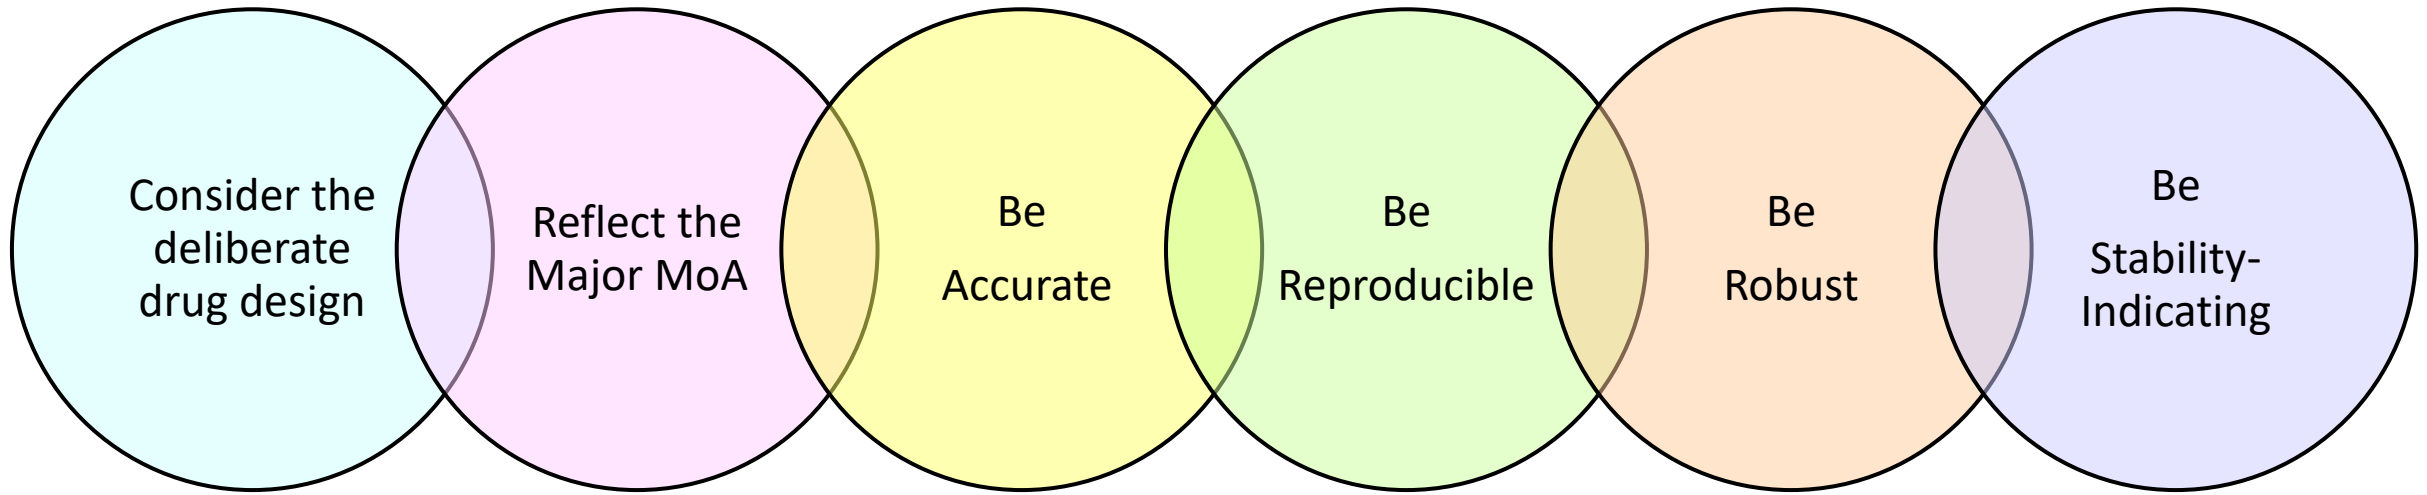 Consider the
deliberate
drug design
Reflect the
Major MoA
Be
Accurate
Be
Reproducible
Be
Robust
Be
Stability-
Indicating